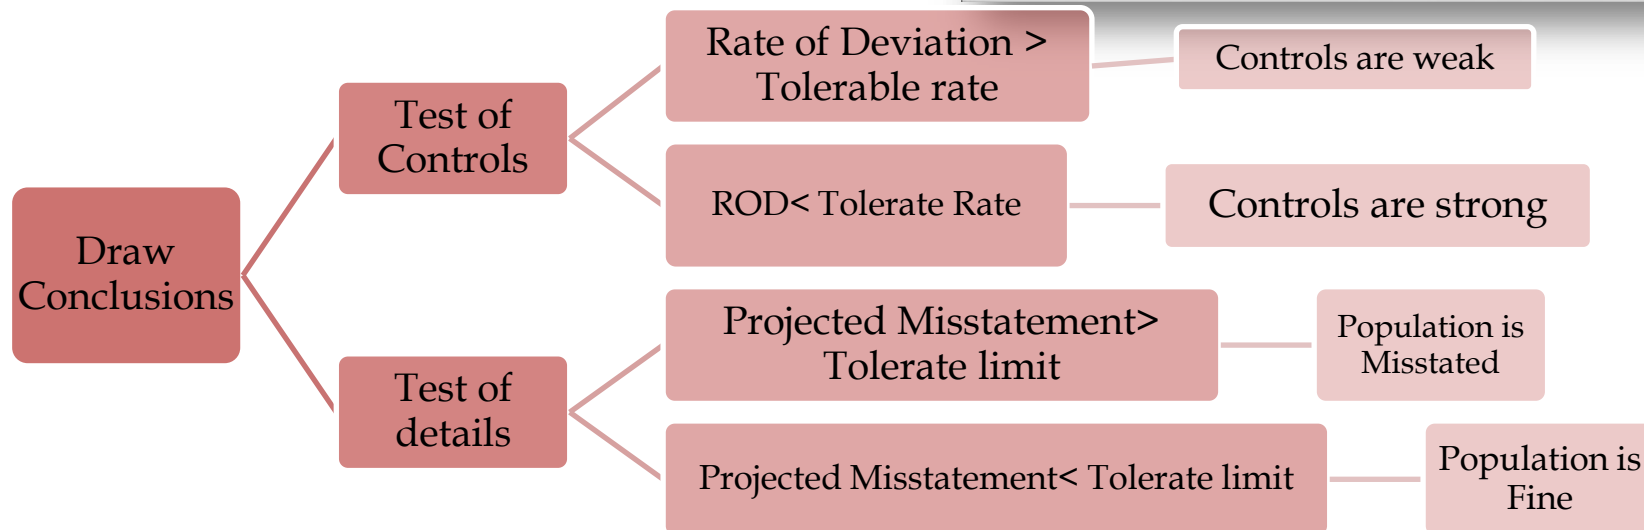 Draw
Conclusions
Test of
Controls
Rate of Deviation >
Tolerable rate
Controls are weak
ROD< Tolerate Rate
Controls are strong
Test of
details
Projected Misstatement>
Tolerate limit
Population is
Misstated
Projected Misstatement< Tolerate limit
Population is
Fine